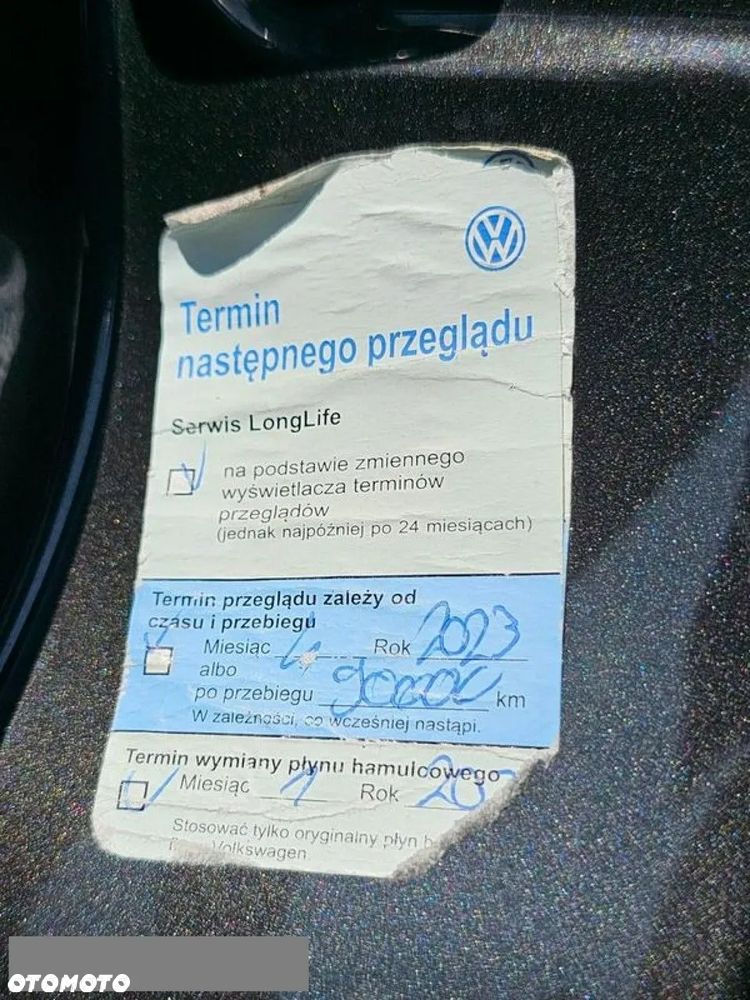 Termin
następnego przeglądu
Serwis LongLife
na podstawie zmiennego
wyświetlacza terminów
przeglądów
(jednak najpóźniej po 24 miesiącach)
Termin przeglądu zależy od
czasu i przebiegu
Miesiąc Rok 2023
albo
po przebiegu 90000 km
W zależności, co wcześniej nastąpi.
Termin wymiany płynu hamulcowego
Miesiąc 1 Rok
Stosować tylko oryginalny płyn
Volkswagen
OTOMOTO